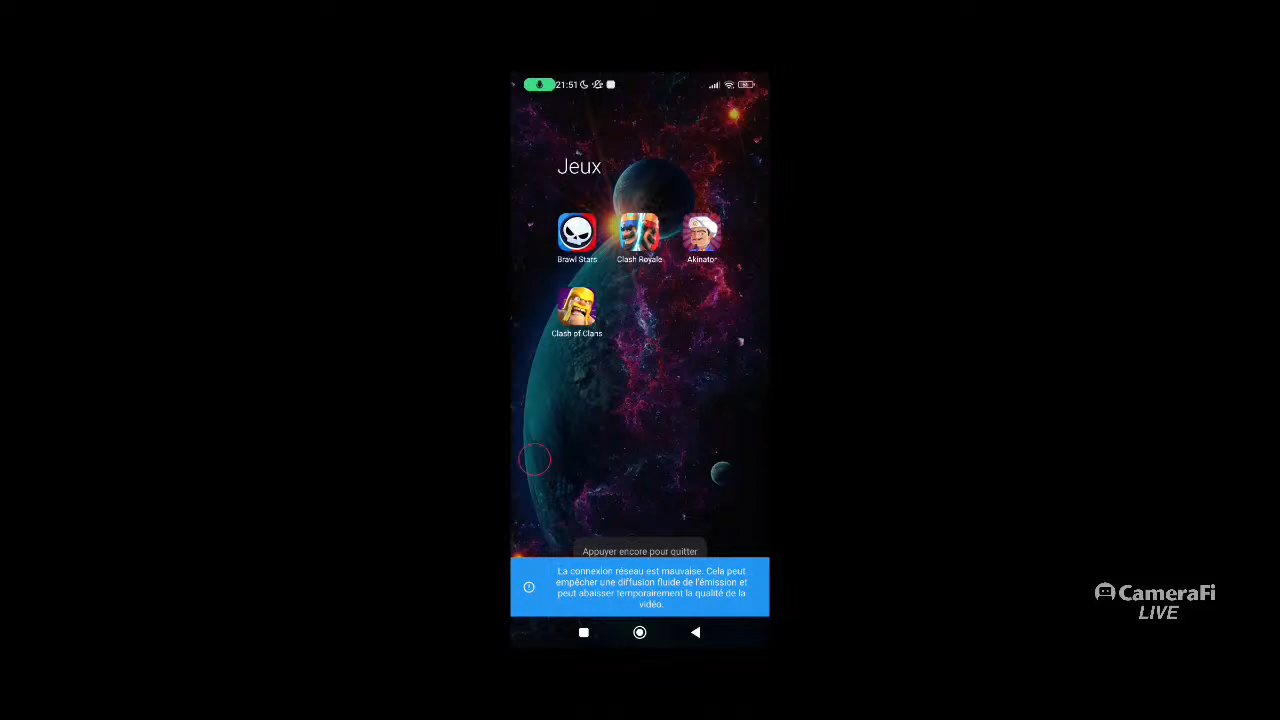 21:51
Jeux
Brawl Stars
Clash Royale
Akinator
Clash of Clans
Appuyer encore pour quitter
La connexion réseau est mauvaise. Cela peut
empêcher une diffusion fluide de l'émission et
peut abaisser temporairement la qualité de la
vidéo.
CameraFi
LIVE